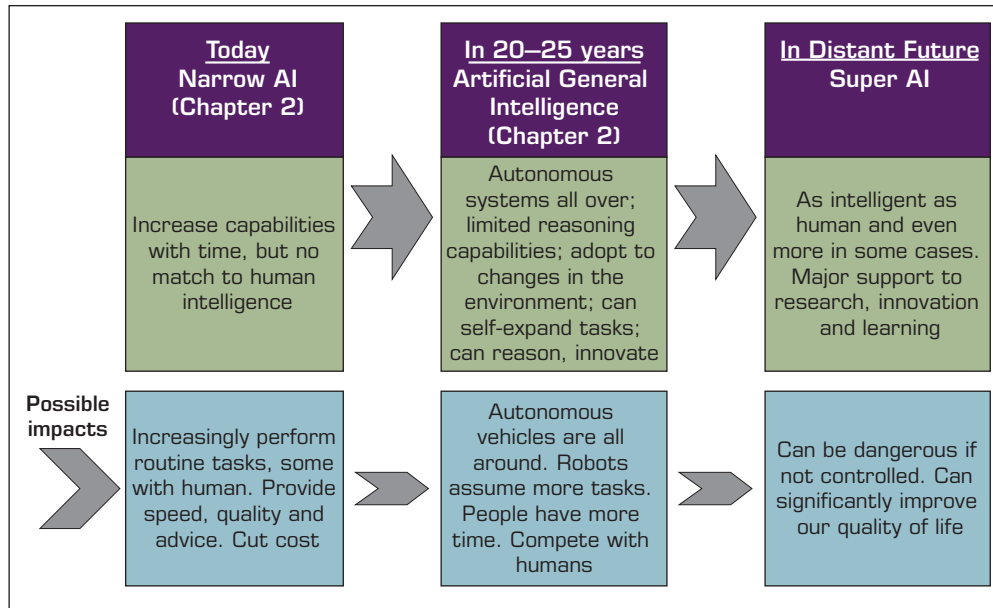 Today
Narrow AI
(Chapter 2)
In 20–25 years
Artificial General
Intelligence
(Chapter 2)
In Distant Future
Super AI
Increase capabilities
with time, but no
match to human
intelligence
Autonomous
systems all over;
limited reasoning
capabilities; adopt to
changes in the
environment; can
self-expand tasks;
can reason, innovate
As intelligent as
human and even
more in some cases.
Major support to
research, innovation
and learning
Possible
impacts
Increasingly perform
routine tasks, some
with human. Provide
speed, quality and
advice. Cut cost
Autonomous
vehicles are all
around. Robots
assume more tasks.
People have more
time. Compete with
humans
Can be dangerous if
not controlled. Can
significantly improve
our quality of life